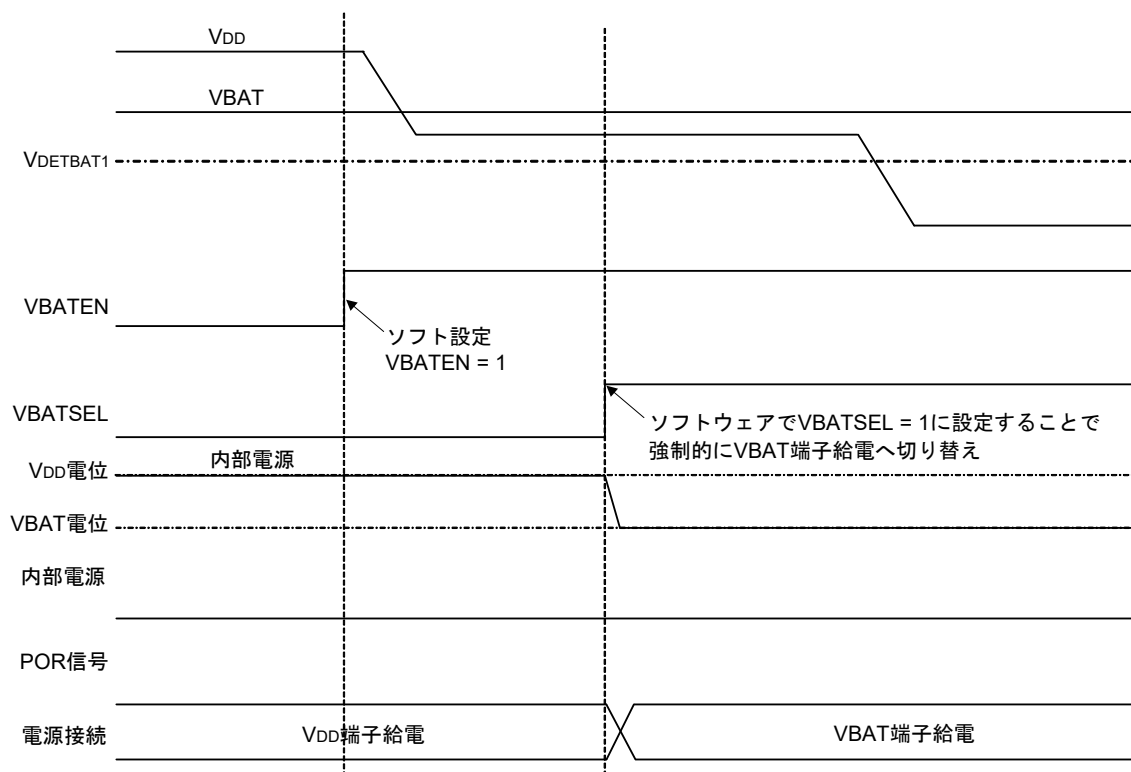 VDD
VBAT
VDETBAT1
VBATEN
ソフト設定
VBATEN = 1
VBATSEL
ソフトウェアでVBATSEL = 1に設定することで
強制的にVBAT端子給電へ切り替え
内部電源
VDD電位
VBAT電位
内部電源
POR信号
電源接続
VDD端子給電
VBAT端子給電